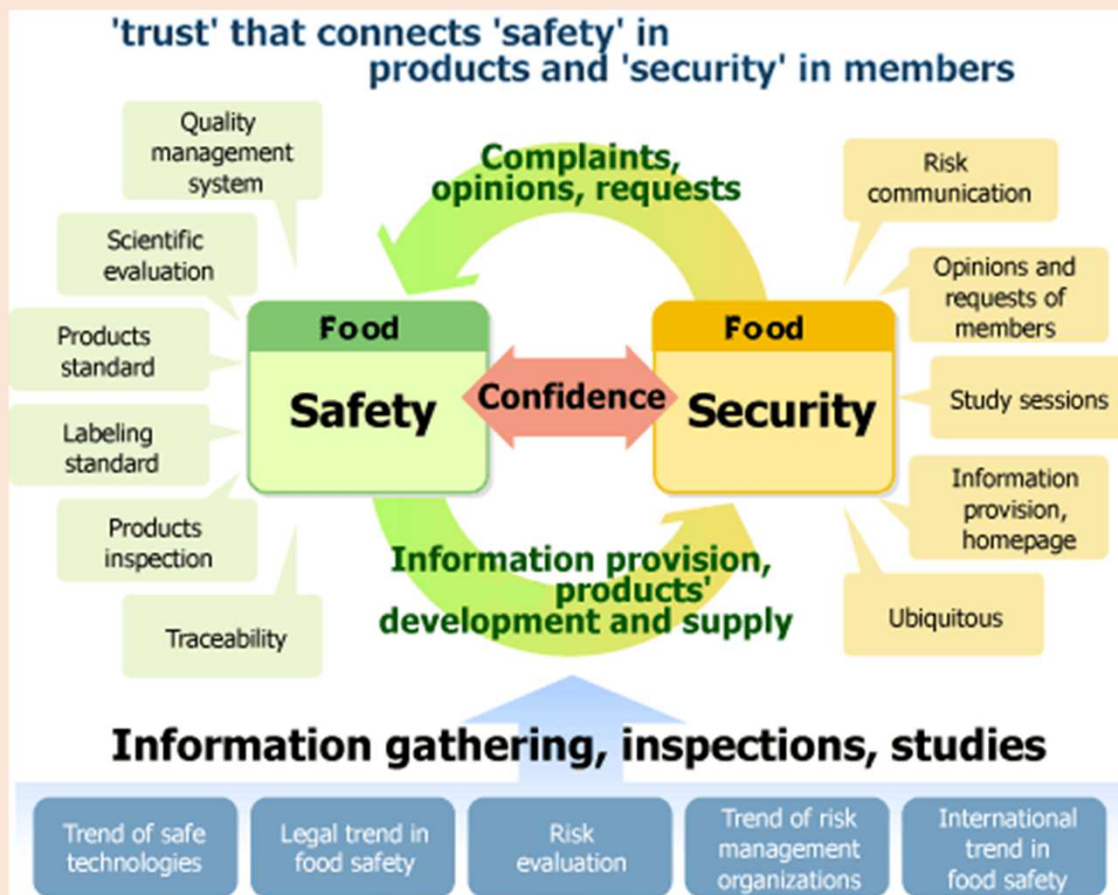 'trust' that connects 'safety' in
products and 'security' in members
Quality
management
system
Scientific
evaluation
Products
standard
Labeling
standard
Products
inspection
Traceability
Complaints,
opinions, requests
Food
Safety
Confidence
Food
Security
Information provision,
products'
development and supply
Risk
communication
Opinions and
requests of
members
Study sessions
Information
provision,
homepage
Ubiquitous
Information gathering, inspections, studies
Trend of safe
technologies
Legal trend in
food safety
Risk
evaluation
Trend of risk
management
organizations
International
trend in
food safety